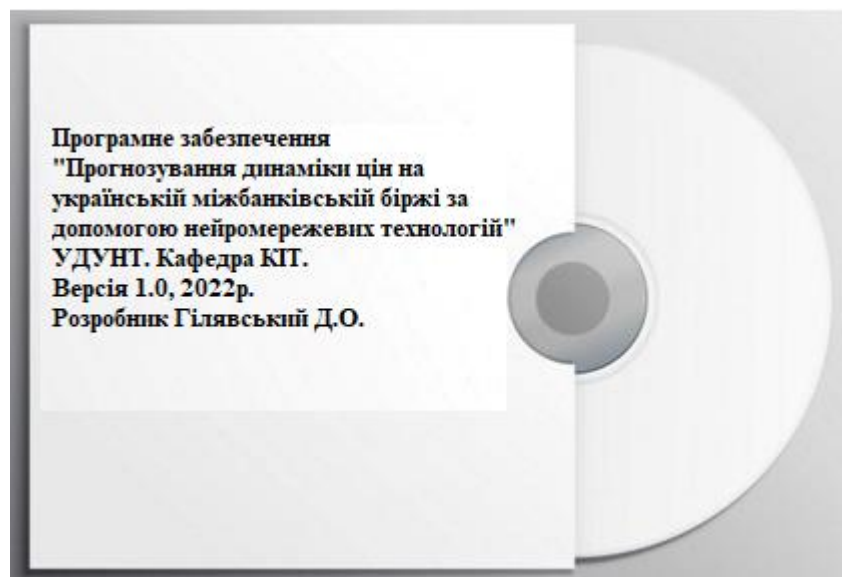 Програмне забезпечення
"Прогнозування динаміки цін на
українській міжбанківській біржі за
допомогою нейромережевих технологій"
УДУНТ. Кафедра КІТ.
Версія 1.0, 2022р.
Розробник Гілявський Д.О.